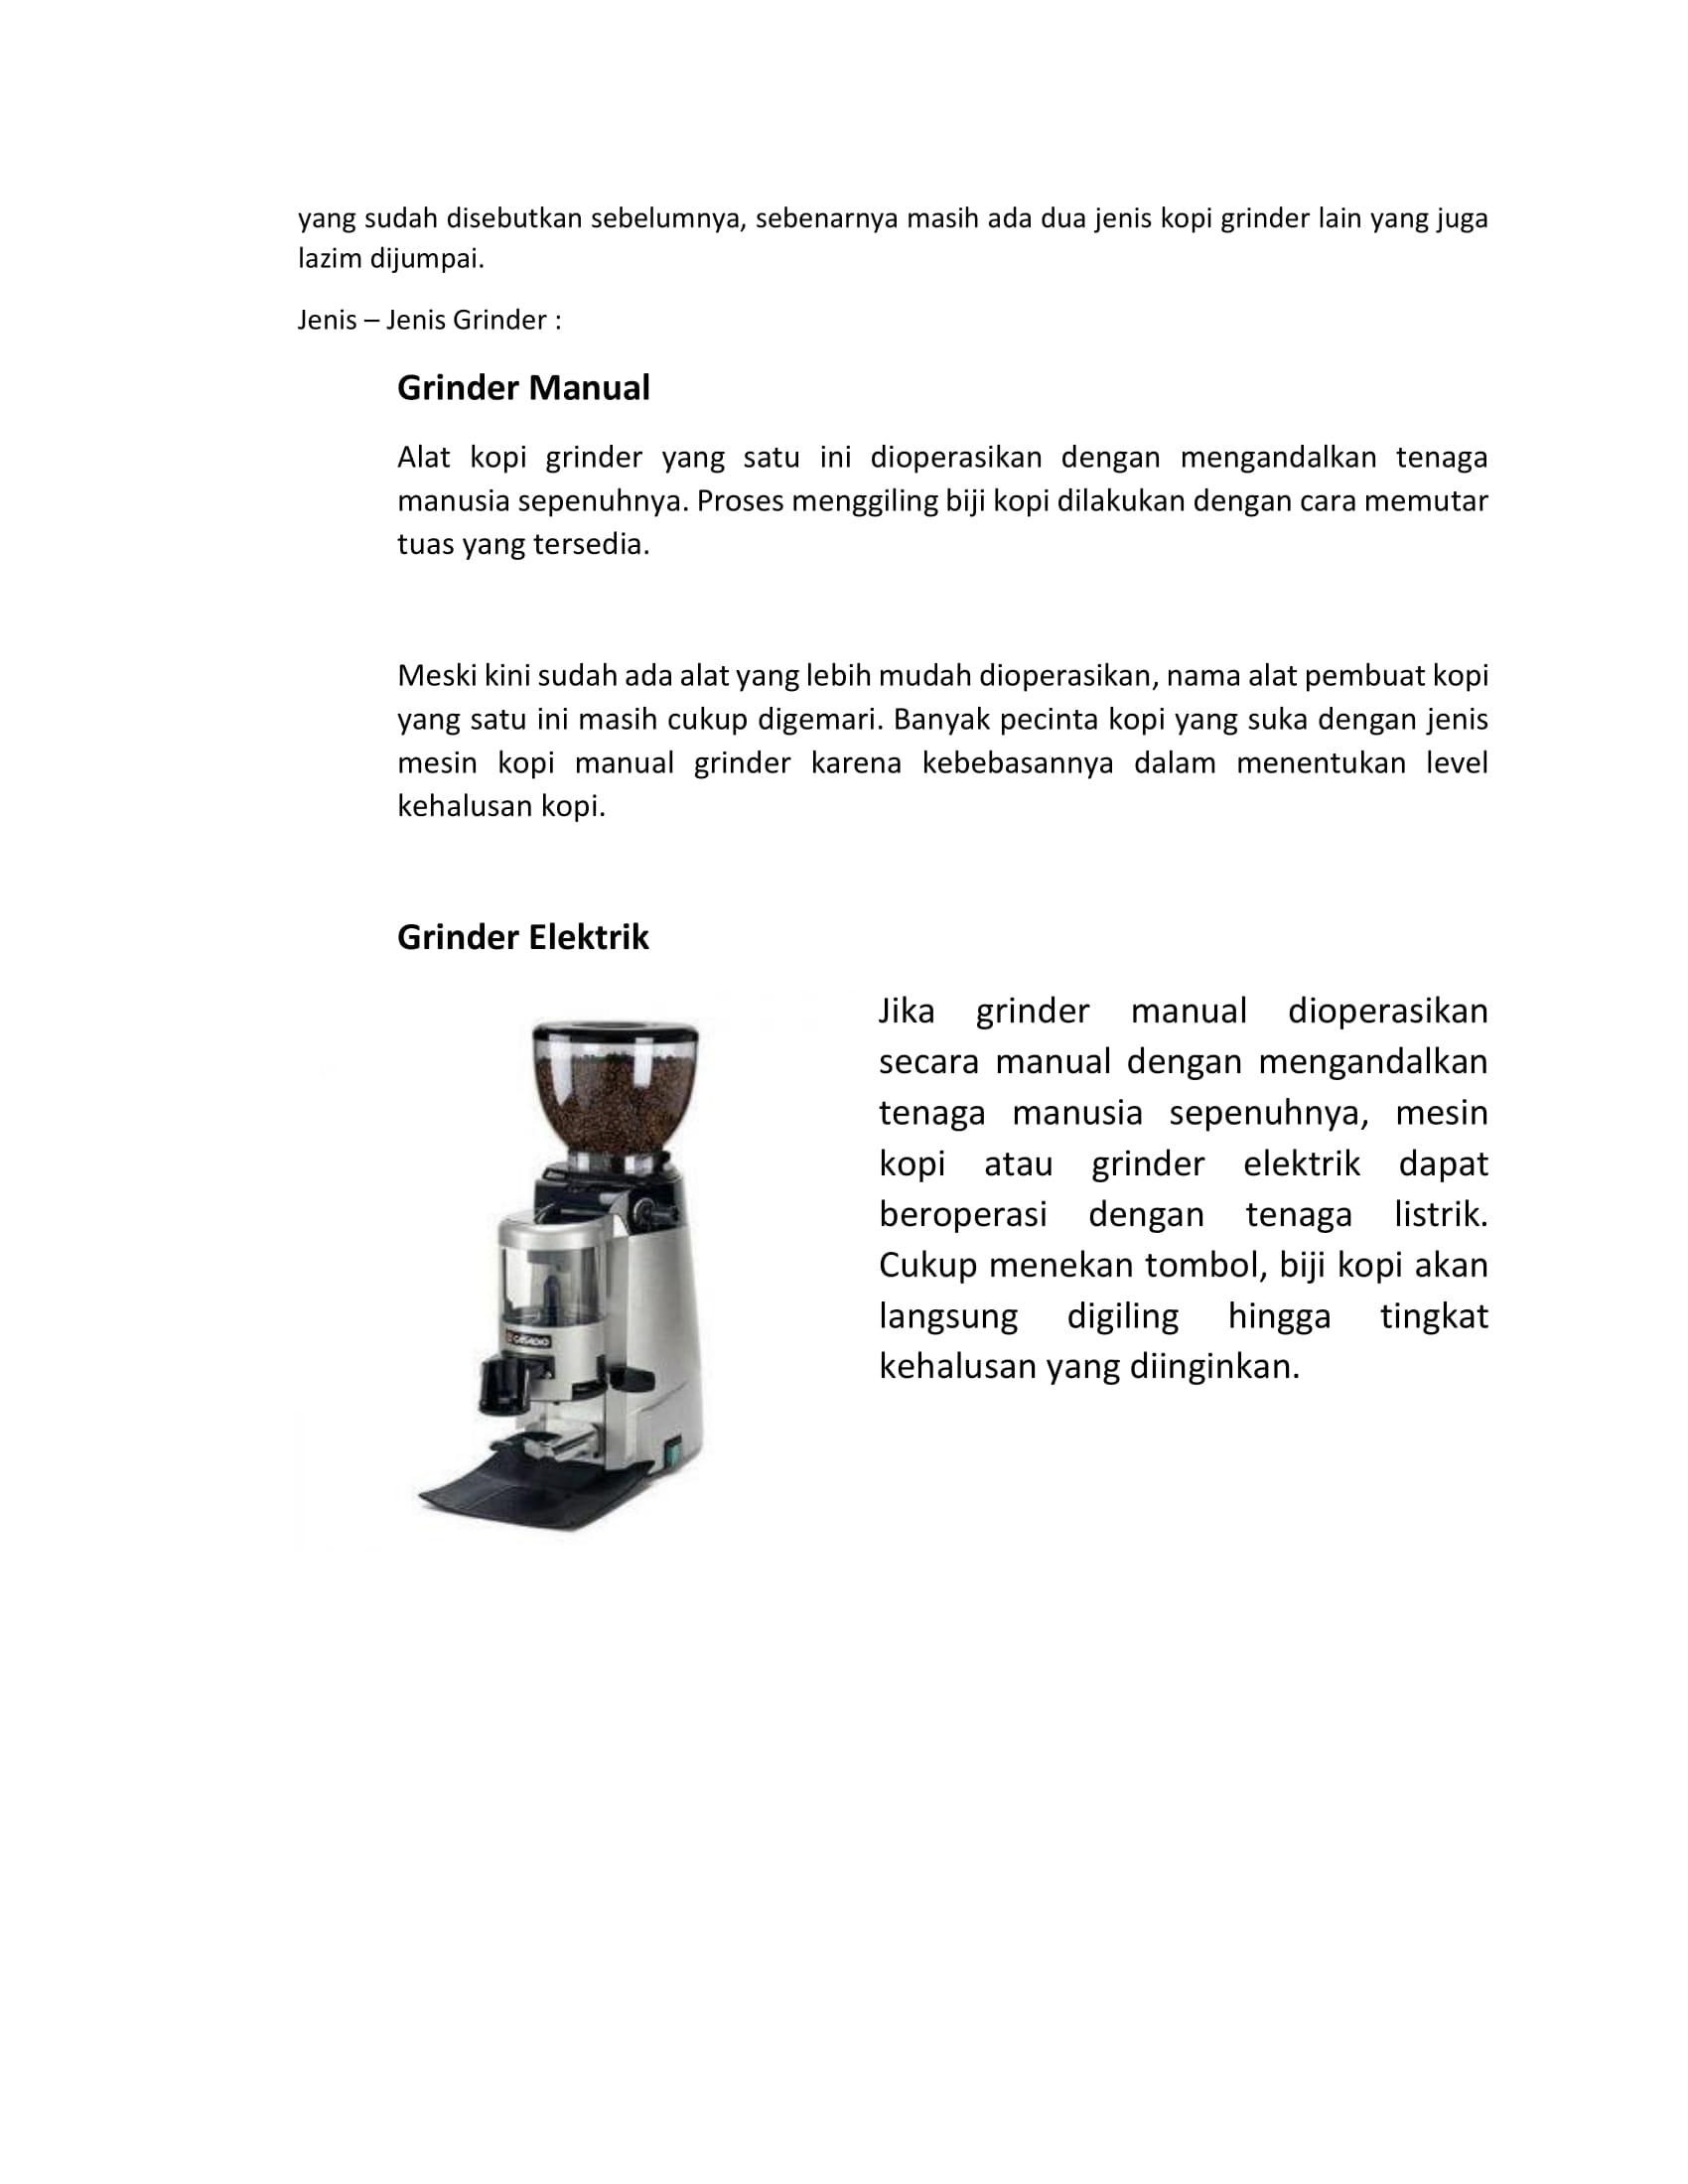 yang sudah disebutkan sebelumnya, sebenarnya masih ada dua jenis kopi grinder lain yang juga
lazim dijumpai.
Jenis – Jenis Grinder :
Grinder Manual
Alat kopi grinder yang satu ini dioperasikan dengan mengandalkan tenaga
manusia sepenuhnya. Proses menggiling biji kopi dilakukan dengan cara memutar
tuas yang tersedia.
Meski kini sudah ada alat yang lebih mudah dioperasikan, nama alat pembuat kopi
yang satu ini masih cukup digemari. Banyak pecinta kopi yang suka dengan jenis
mesin kopi manual grinder karena kebebasannya dalam menentukan level
kehalusan kopi.
Grinder Elektrik
Jika grinder manual dioperasikan
secara manual dengan mengandalkan
tenaga manusia sepenuhnya, mesin
kopi atau grinder elektrik dapat
beroperasi dengan tenaga listrik.
Cukup menekan tombol, biji kopi akan
langsung digiling hingga tingkat
kehalusan yang diinginkan.